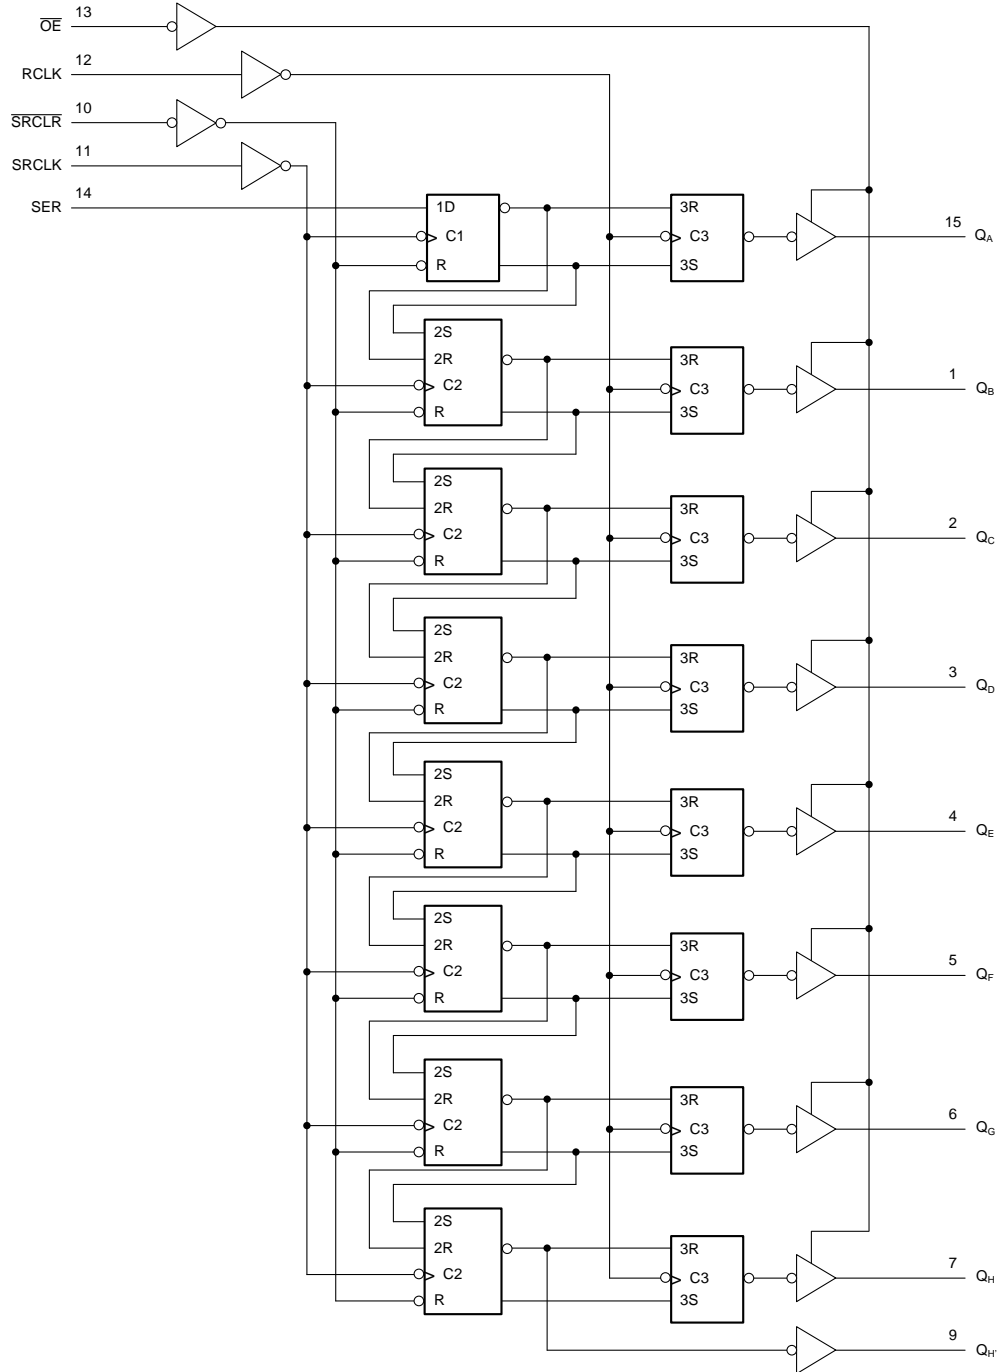 O̅E̅ 13
RCLK 12
S̅R̅C̅L̅R̅ 10
SRCLK 11
SER 14
1D
C1
R
3R
C3
3S
15 QA
2S
2R
C2
R
3R
C3
3S
1 QB
2S
2R
C2
R
3R
C3
3S
2 QC
2S
2R
C2
R
3R
C3
3S
3 QD
2S
2R
C2
R
3R
C3
3S
4 QE
2S
2R
C2
R
3R
C3
3S
5 QF
2S
2R
C2
R
3R
C3
3S
6 QG
2S
2R
C2
R
3R
C3
3S
7 QH
9 QH'